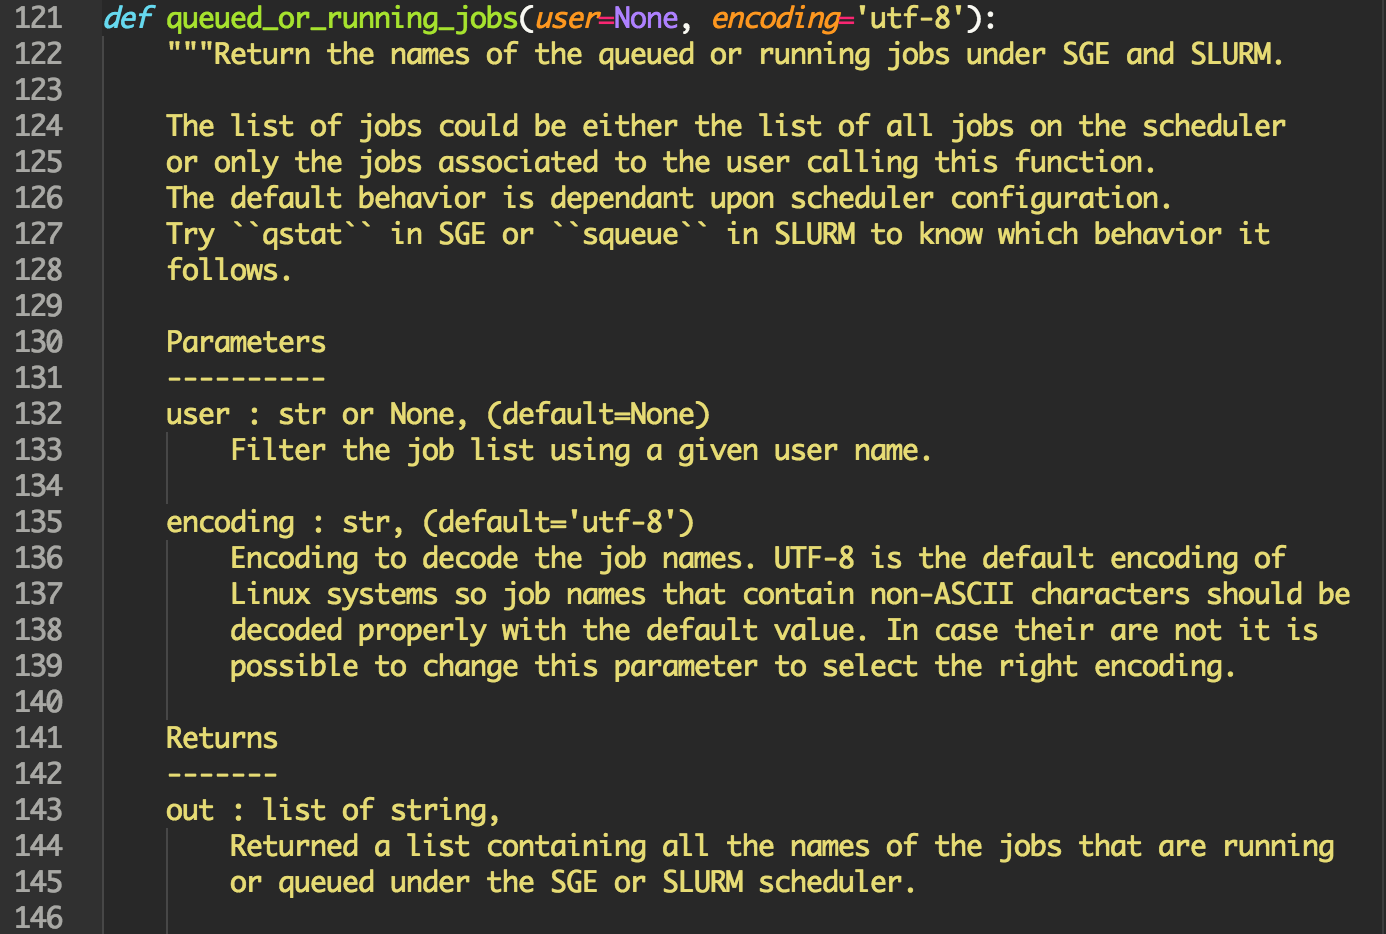 121 def queued_or_running_jobs(user=None, encoding='utf-8'):
122 """Return the names of the queued or running jobs under SGE and SLURM.
123
124 The list of jobs could be either the list of all jobs on the scheduler
125 or only the jobs associated to the user calling this function.
126 The default behavior is dependant upon scheduler configuration.
127 Try ``qstat`` in SGE or ``squeue`` in SLURM to know which behavior it
128 follows.
129
130 Parameters
131 ----------
132 user : str or None, (default=None)
133 Filter the job list using a given user name.
134
135 encoding : str, (default='utf-8')
136 Encoding to decode the job names. UTF-8 is the default encoding of
137 Linux systems so job names that contain non-ASCII characters should be
138 decoded properly with the default value. In case their are not it is
139 possible to change this parameter to select the right encoding.
140
141 Returns
142 -------
143 out : list of string,
144 Returned a list containing all the names of the jobs that are running
145 or queued under the SGE or SLURM scheduler.
146